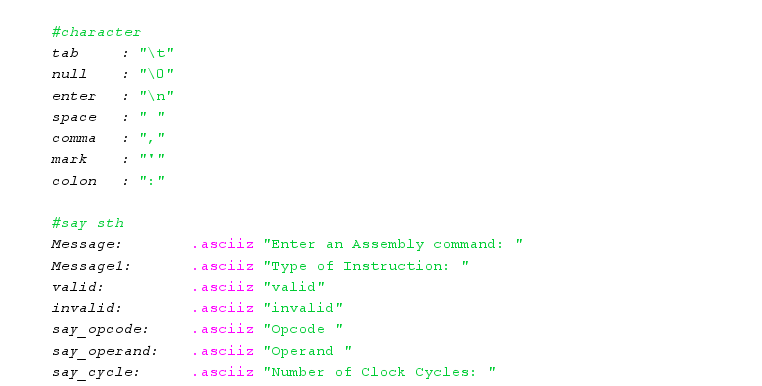 #character
tab     : "\t"
null    : "\0"
enter   : "\n"
space   : " "
comma   : ","
mark    : "'"
colon   : ":"

#say sth
Message:        .asciiz "Enter an Assembly command: "
Message1:       .asciiz "Type of Instruction: "
valid:          .asciiz "valid"
invalid:        .asciiz "invalid"
say_opcode:     .asciiz "Opcode "
say_operand:    .asciiz "Operand "
say_cycle:      .asciiz "Number of Clock Cycles: "